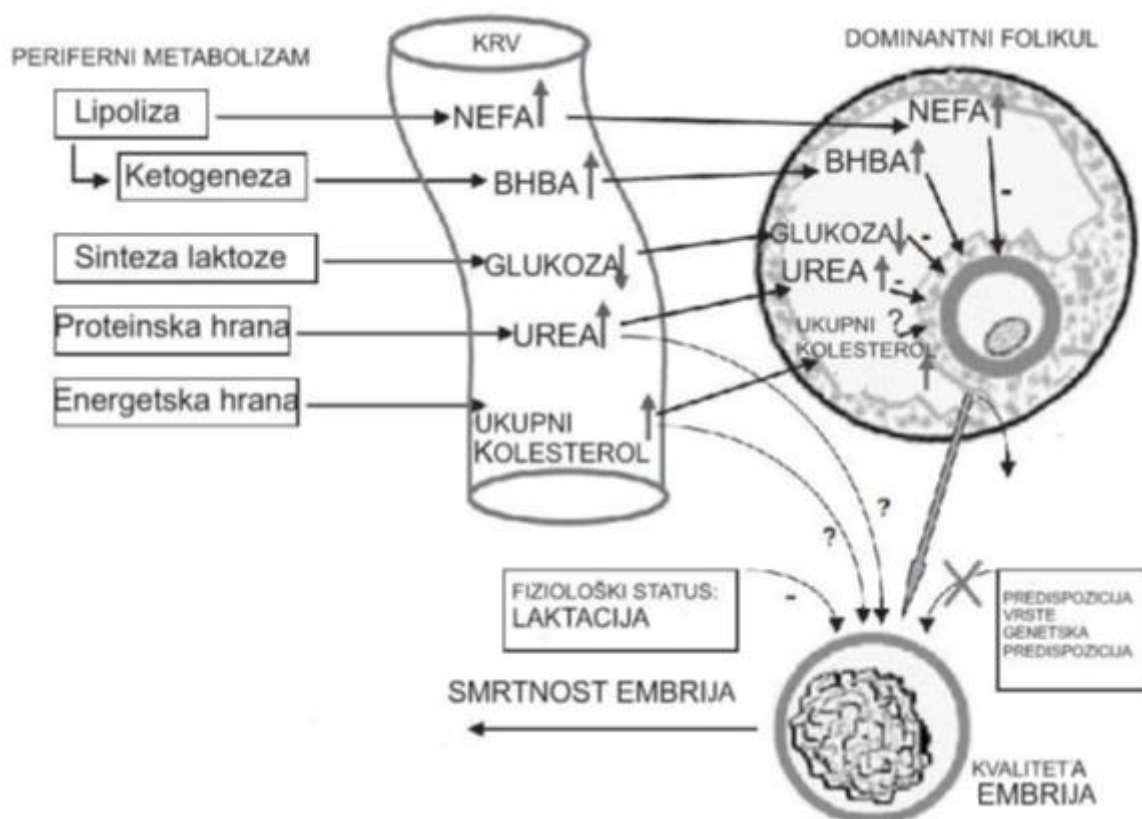 PERIFERNI METABOLIZAM
Lipoliza
Ketogeneza
Sinteza laktoze
Proteinska hrana
Energetska hrana
KRV
NEFA
BHBA
GLUKOZA
UREA
UKUPNI
KOLESTEROL
DOMINANTNI FOLIKUL
NEFA
BHBA
-
GLUKOZA
-
UREA
-
?
UKUPNI
KOLESTEROL
?
?
FIZIOLOŠKI STATUS:
LAKTACIJA
-
PREDISPOZICIJA
VRSTE
GENETSKA
PREDISPOZICIJA
SMRTNOST EMBRIJA
KVALITETA
EMBRIJA